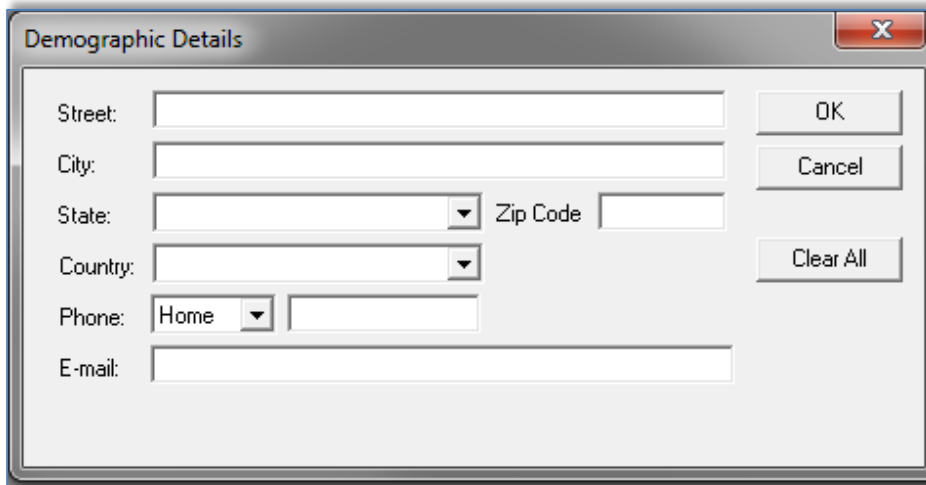 Demographic Details
X
Street:
OK
City:
Cancel
State:
Zip Code
Country:
Clear All
Phone:
Home
E-mail: